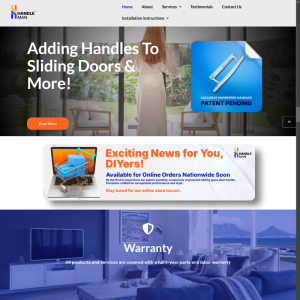 HANDLE
MAN
Home
About
Services
Testimonials
Contact Us
Installation instructions
Adding Handles To
Sliding Doors &
More!
Read More
EXCLUSIVE ENGINEERED HANDLES
PATENT PENDING
Exciting News for You,
DIYers!
Available for Online Orders Nationwide Soon
Stay tuned for our online store launch.
HANDLE
MAN
Warranty
All products and services are covered with a full 1-year parts and labor warranty